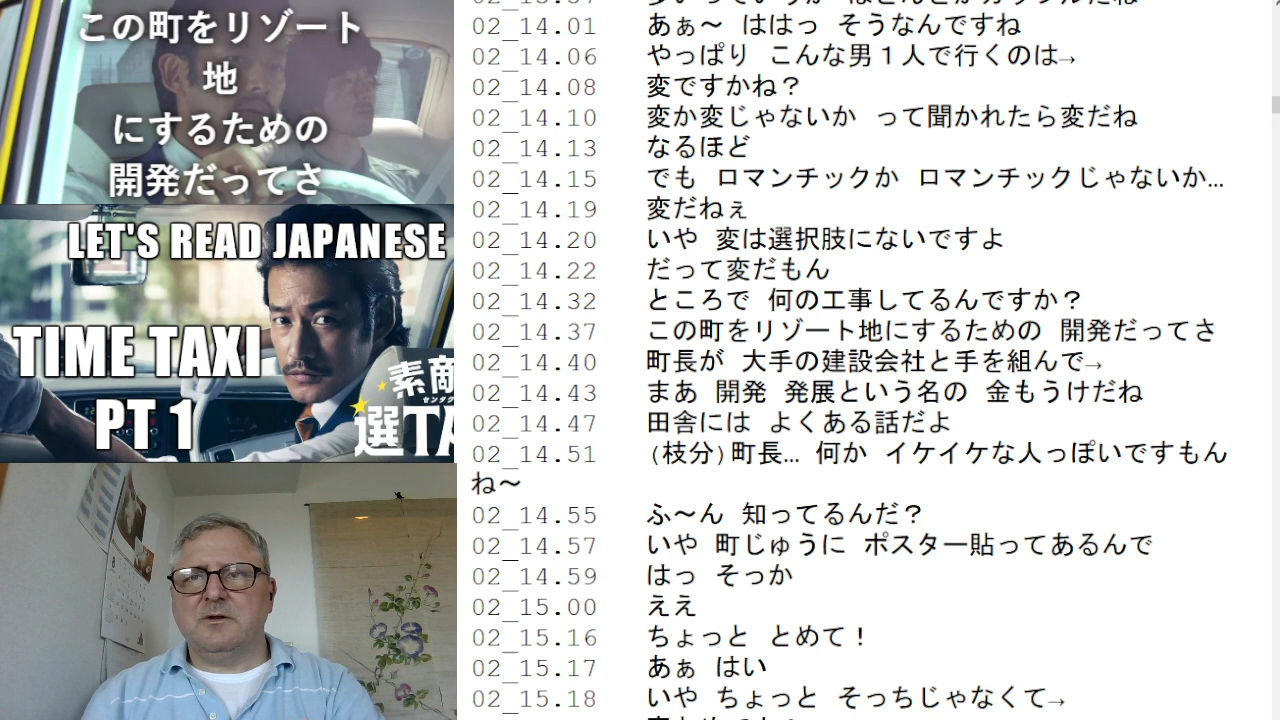 この町をリゾート
地
にするための
開発だってさ
LET'S READ JAPANESE
TIME TAXI
PT 1
素敵
センタク
選TA
02_14.01 あぁ～ ははっ そうなんですね
02_14.06 やっぱり こんな男１人で行くのは→
02_14.08 変ですかね？
02_14.10 変か変じゃないか って聞かれたら変だね
02_14.13 なるほど
02_14.15 でも ロマンチックか ロマンチックじゃないか…
02_14.19 変だねぇ
02_14.20 いや 変は選択肢にないですよ
02_14.22 だって変だもん
02_14.32 ところで 何の工事してるんですか？
02_14.37 この町をリゾート地にするための 開発だってさ
02_14.40 町長が 大手の建設会社と手を組んで→
02_14.43 まあ 開発 発展という名の 金もうけだね
02_14.47 田舎には よくある話だよ
02_14.51 (枝分)町長… 何か イケイケな人っぽいですもん
ね～
02_14.55 ふ～ん 知ってるんだ？
02_14.57 いや 町じゅうに ポスター貼ってあるんで
02_14.59 はっ そっか
02_15.00 ええ
02_15.16 ちょっと とめて！
02_15.17 あぁ はい
02_15.18 いや ちょっと そっちじゃなくて→